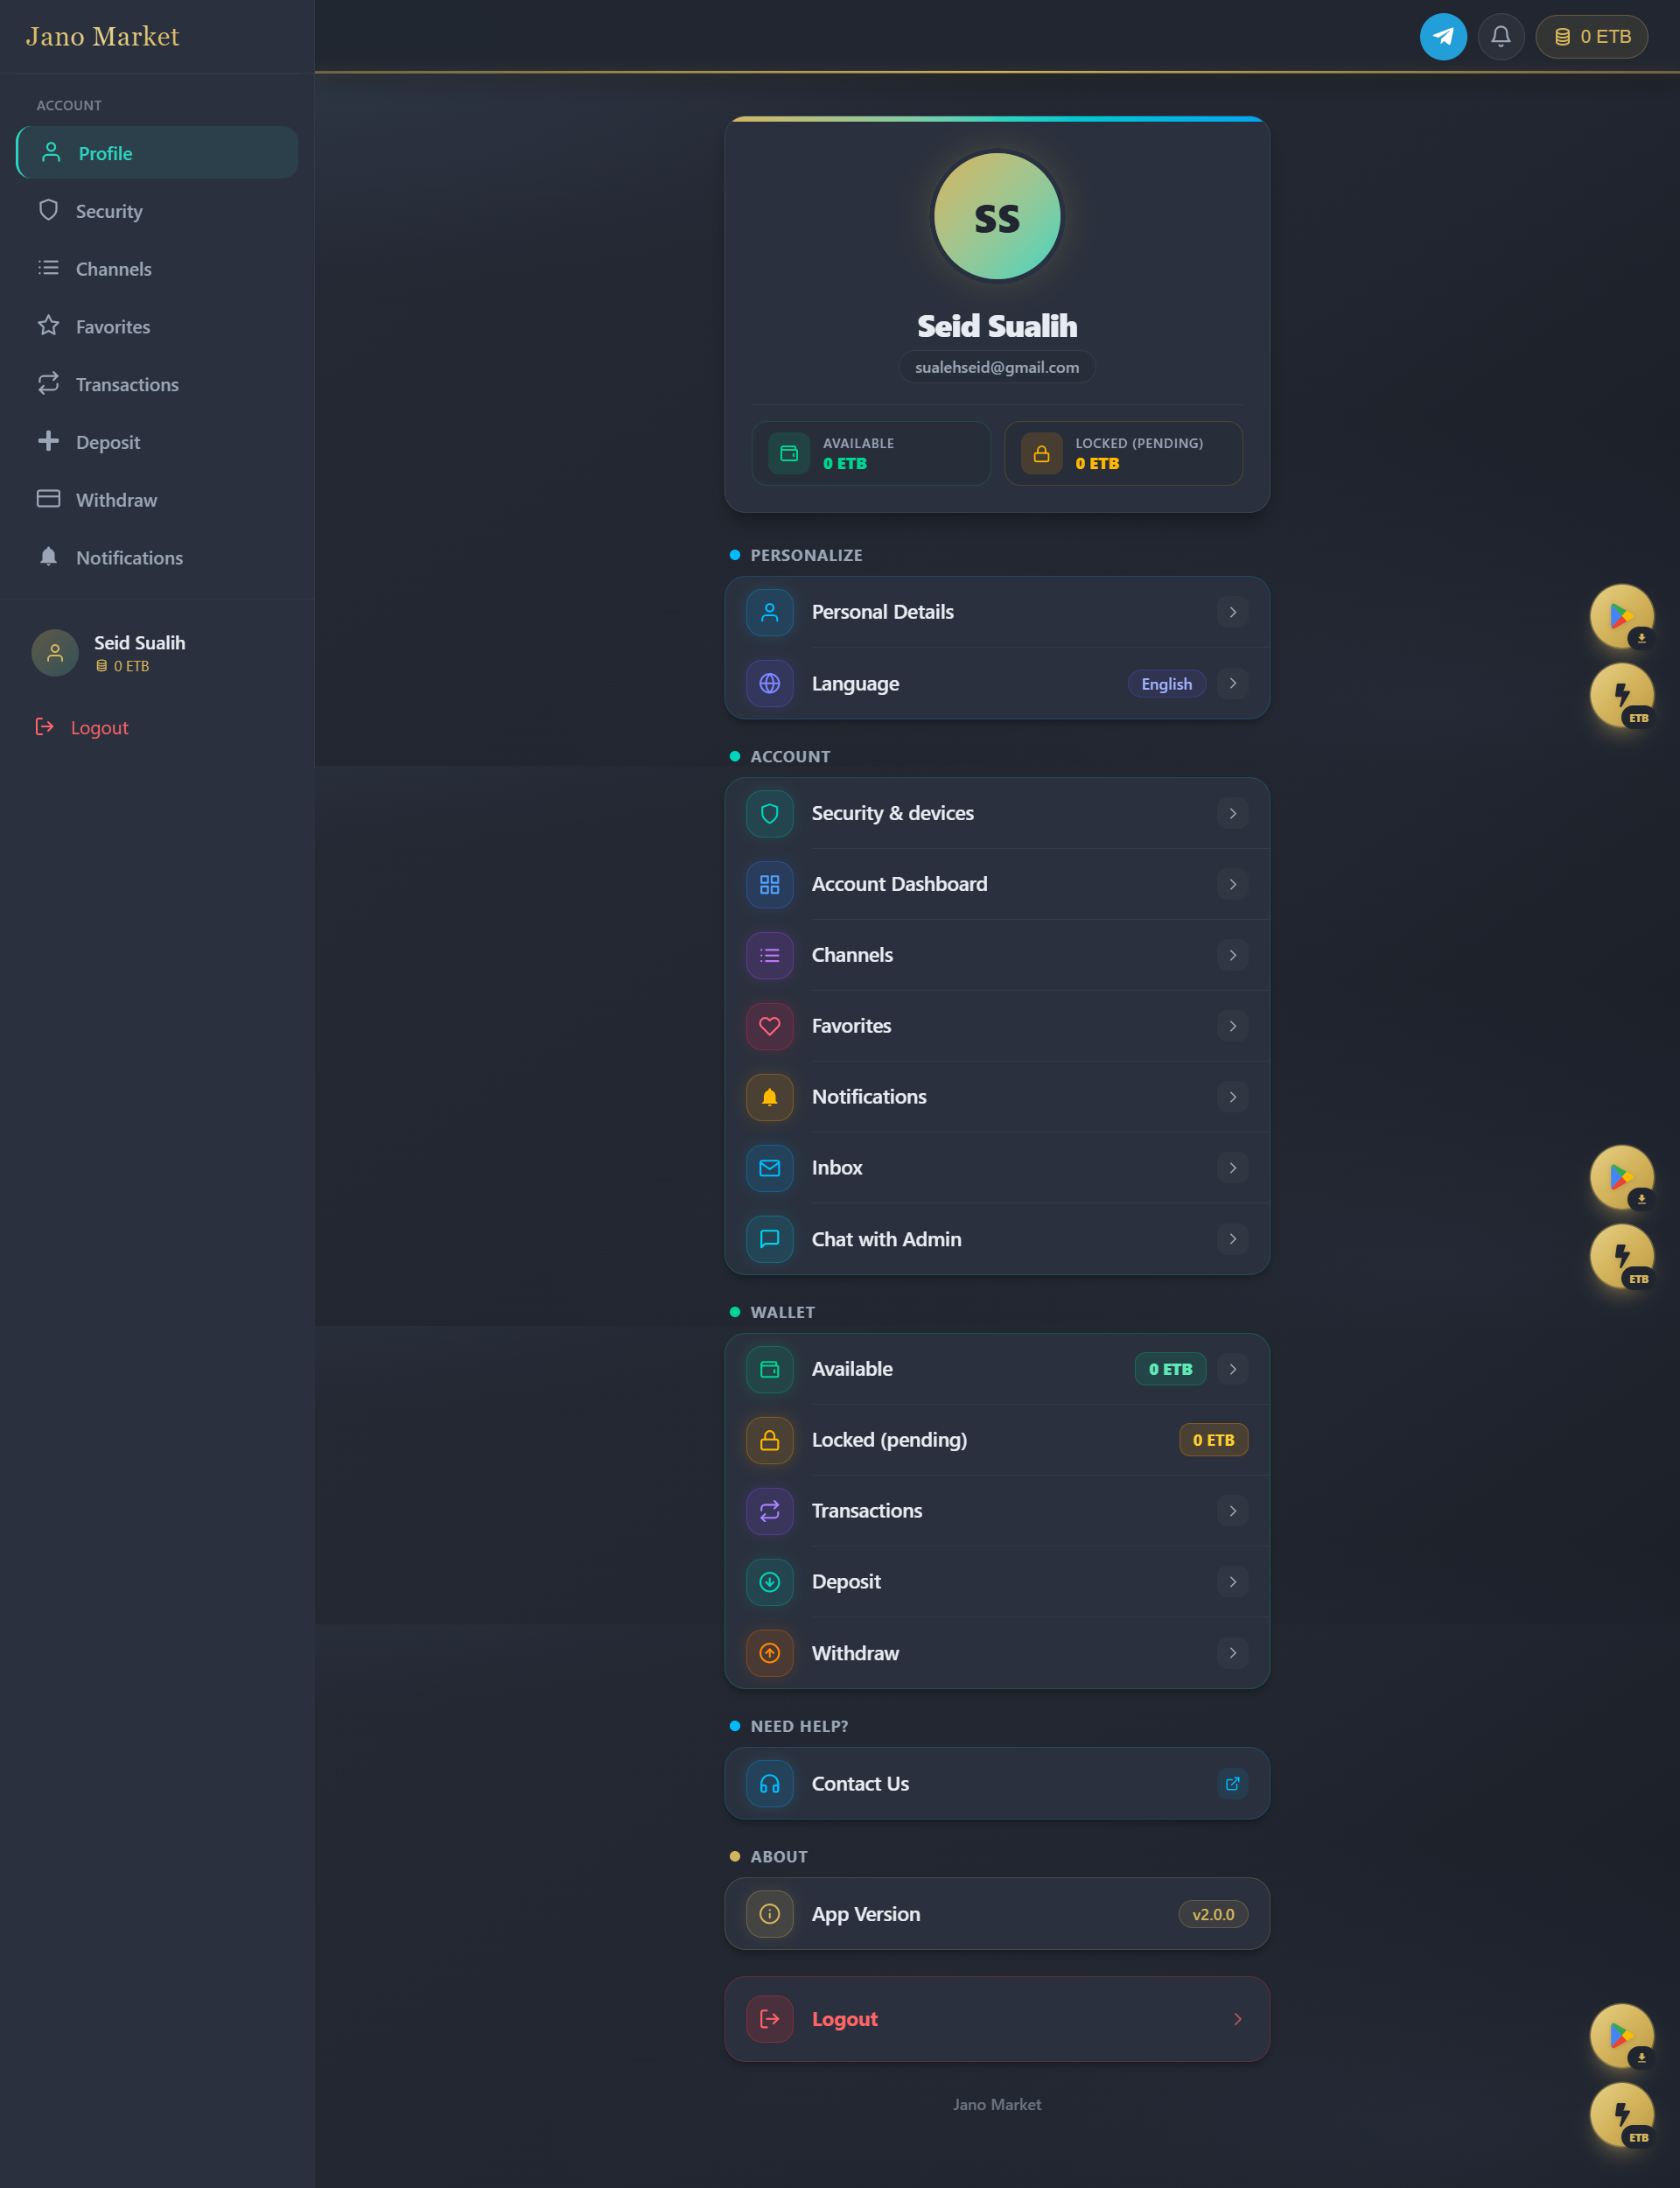 Jano Market
0 ETB
ACCOUNT
Profile
Security
Channels
Favorites
Transactions
Deposit
Withdraw
Notifications
Seid Sualih
0 ETB
Logout
SS
Seid Sualih
sualehseid@gmail.com
AVAILABLE
0 ETB
LOCKED (PENDING)
0 ETB
PERSONALIZE
Personal Details
Language
English
ETB
ACCOUNT
Security & devices
Account Dashboard
Channels
Favorites
Notifications
Inbox
Chat with Admin
ETB
WALLET
Available
0 ETB
Locked (pending)
0 ETB
Transactions
Deposit
Withdraw
NEED HELP?
Contact Us
ABOUT
App Version
v2.0.0
Logout
Jano Market
ETB